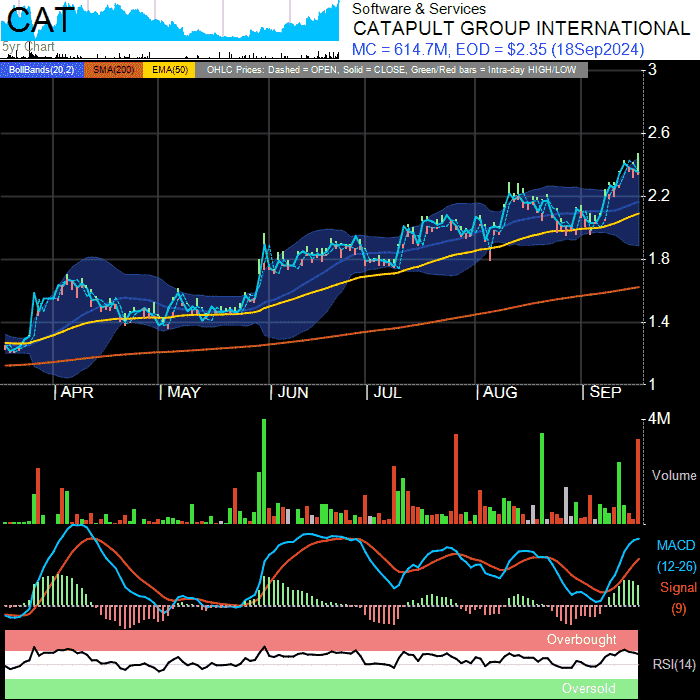 CAT
5yr Chart
Software & Services
CATAPULT GROUP INTERNATIONAL
MC = 614.7M, EOD = $2.35 (18Sep2024)
BollBands(20,2) SMA(200) EMA(50) OHLC Prices: Dashed = OPEN, Solid = CLOSE, Green/Red bars = Intra-day HIGH/LOW
3
2.6
2.2
1.8
1.4
1
APR MAY JUN JUL AUG SEP
4M
Volume
MACD
(12-26)
Signal
(9)
Overbought
RSI(14)
Oversold